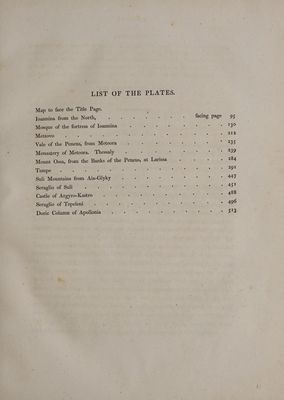 LIST OF THE PLATES.
Map to face the Title Page.
Ioannina from the North, facing page 95
Mosque of the fortress of Ioannina 130
Metzovo 212
Vale of the Peneus, from Meteora 235
Monastery of Meteora. Thessaly 239
Mount Ossa, from the Banks of the Peneus, at Larissa 284
Tempe 291
Suli Mountains from Aia-Glyky 447
Seraglio of Suli 451
Castle of Argyro-Kastro 488
Seraglio of Tepeleni 496
Doric Column of Apollonia 513